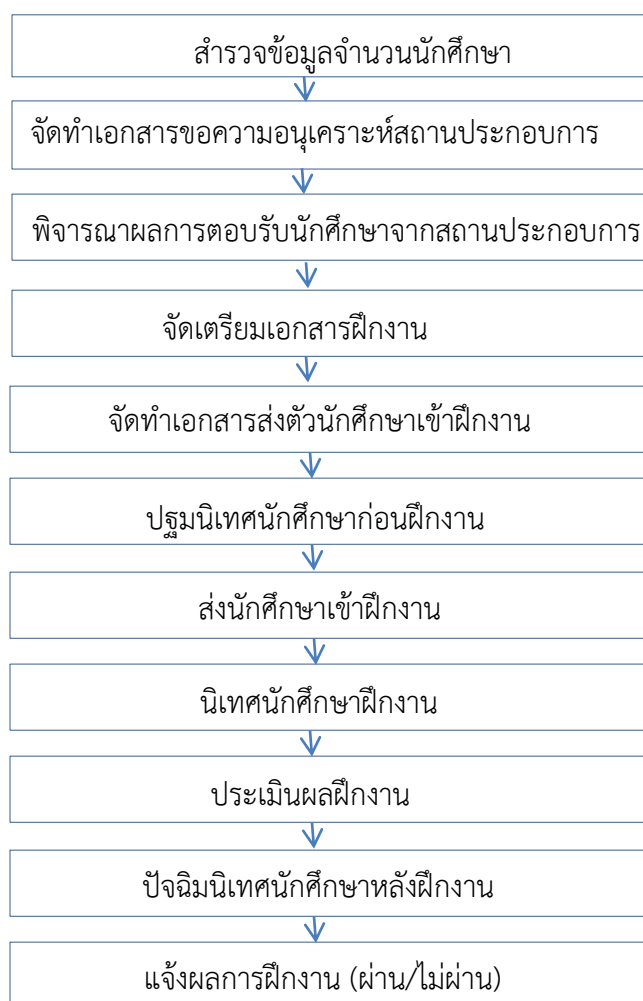 สำรวจข้อมูลจำนวนนักศึกษา
จัดทำเอกสารขอความอนุเคราะห์สถานประกอบการ
พิจารณาผลการตอบรับนักศึกษาจากสถานประกอบการ
จัดเตรียมเอกสารฝึกงาน
จัดทำเอกสารส่งตัวนักศึกษาเข้าฝึกงาน
ปฐมนิเทศนักศึกษาก่อนฝึกงาน
ส่งนักศึกษาเข้าฝึกงาน
นิเทศนักศึกษาฝึกงาน
ประเมินผลฝึกงาน
ปัจฉิมนิเทศนักศึกษาหลังฝึกงาน
แจ้งผลการฝึกงาน (ผ่าน/ไม่ผ่าน)